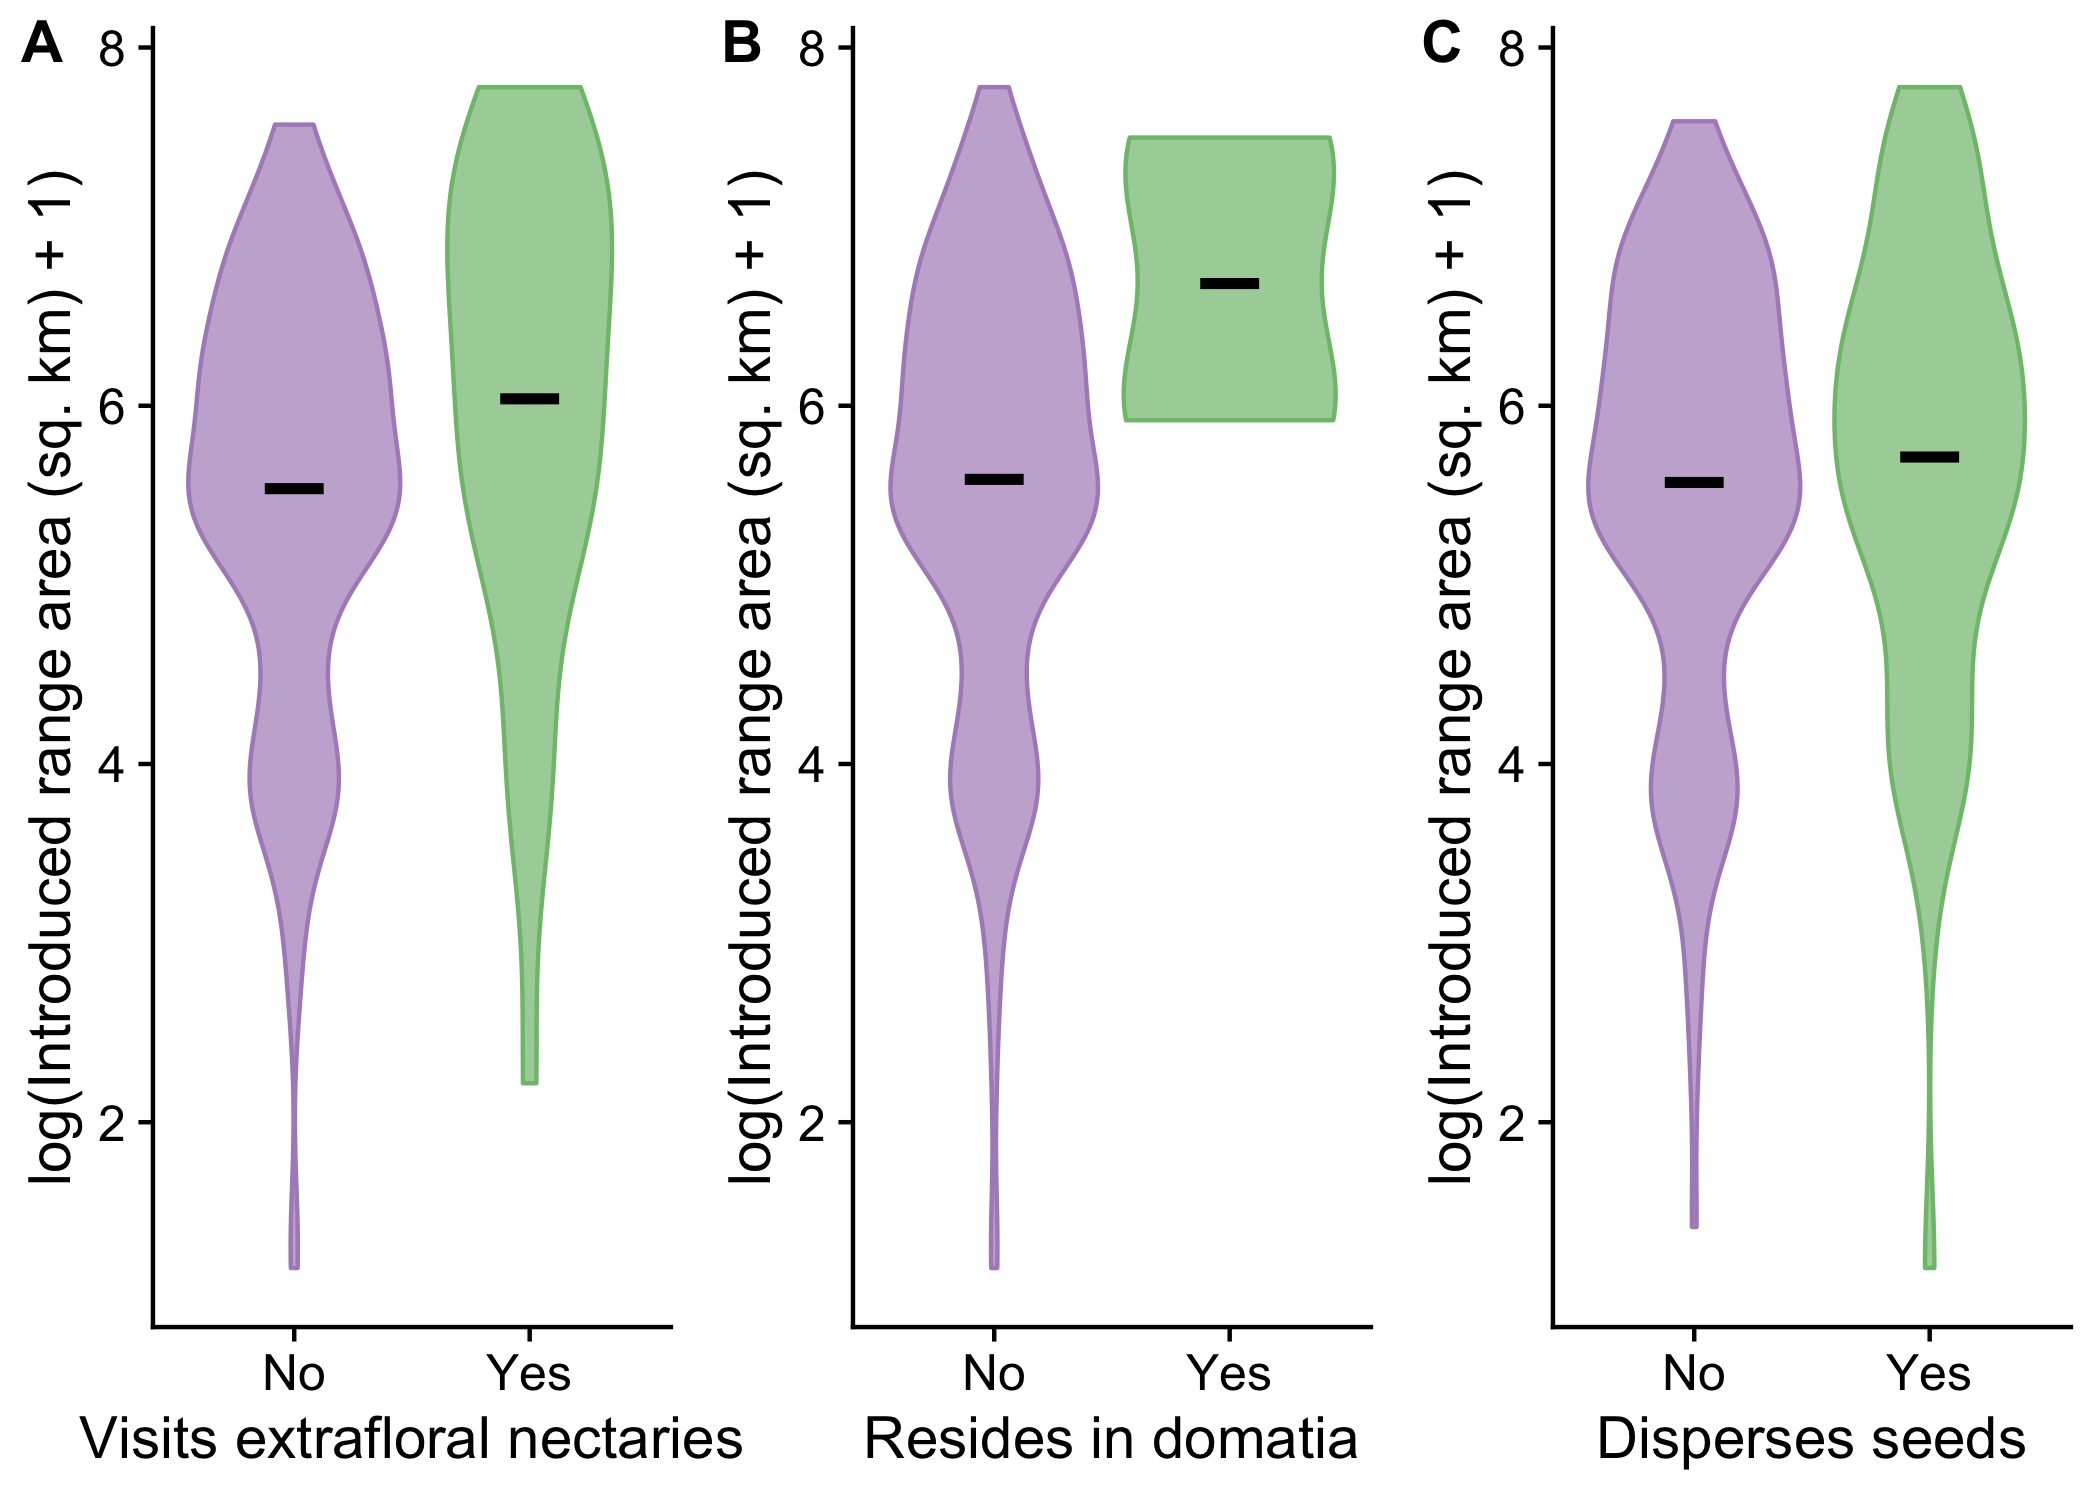 A
8
6
4
2
log(Introduced range area (sq. km) + 1)
No
Yes
Visits extrafloral nectaries
B
8
6
4
2
log(Introduced range area (sq. km) + 1)
No
Yes
Resides in domatia
C
8
6
4
2
log(Introduced range area (sq. km) + 1)
No
Yes
Disperses seeds